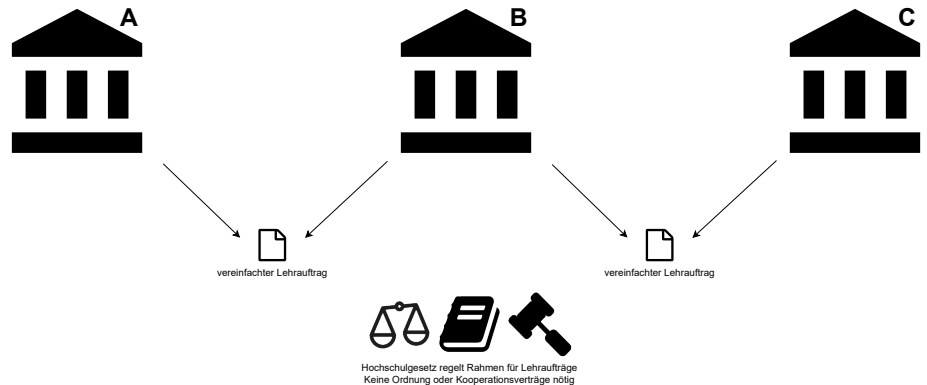 A
B
C
vereinfachter Lehrauftrag
vereinfachter Lehrauftrag
Hochschulgesetz regelt Rahmen für Lehraufträge
Keine Ordnung oder Kooperationsverträge nötig